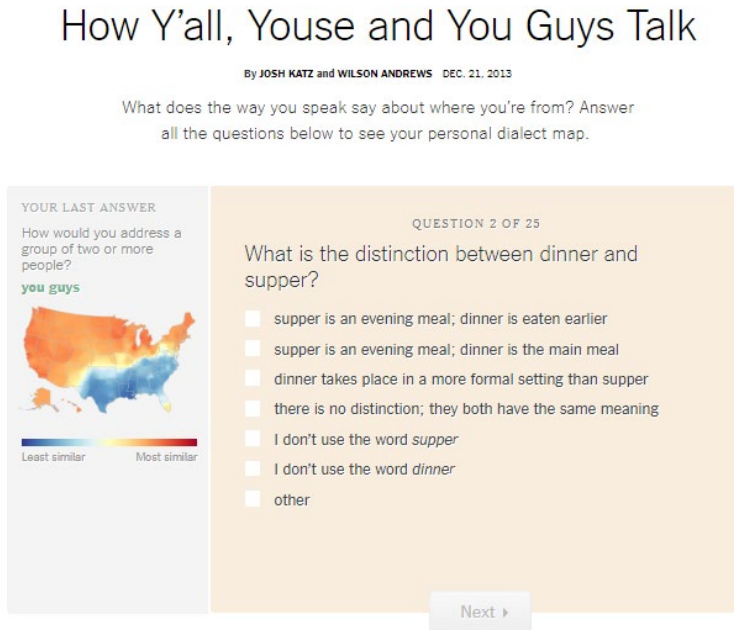 How Y'all, Youse and You Guys Talk
By JOSH KATZ and WILSON ANDREWS DEC. 21, 2013
What does the way you speak say about where you're from? Answer
all the questions below to see your personal dialect map.
YOUR LAST ANSWER
How would you address a
group of two or more
people?
you guys
Least similar Most similar
QUESTION 2 OF 25
What is the distinction between dinner and
supper?
supper is an evening meal; dinner is eaten earlier
supper is an evening meal; dinner is the main meal
dinner takes place in a more formal setting than supper
there is no distinction; they both have the same meaning
I don't use the word supper
I don't use the word dinner
other
Next